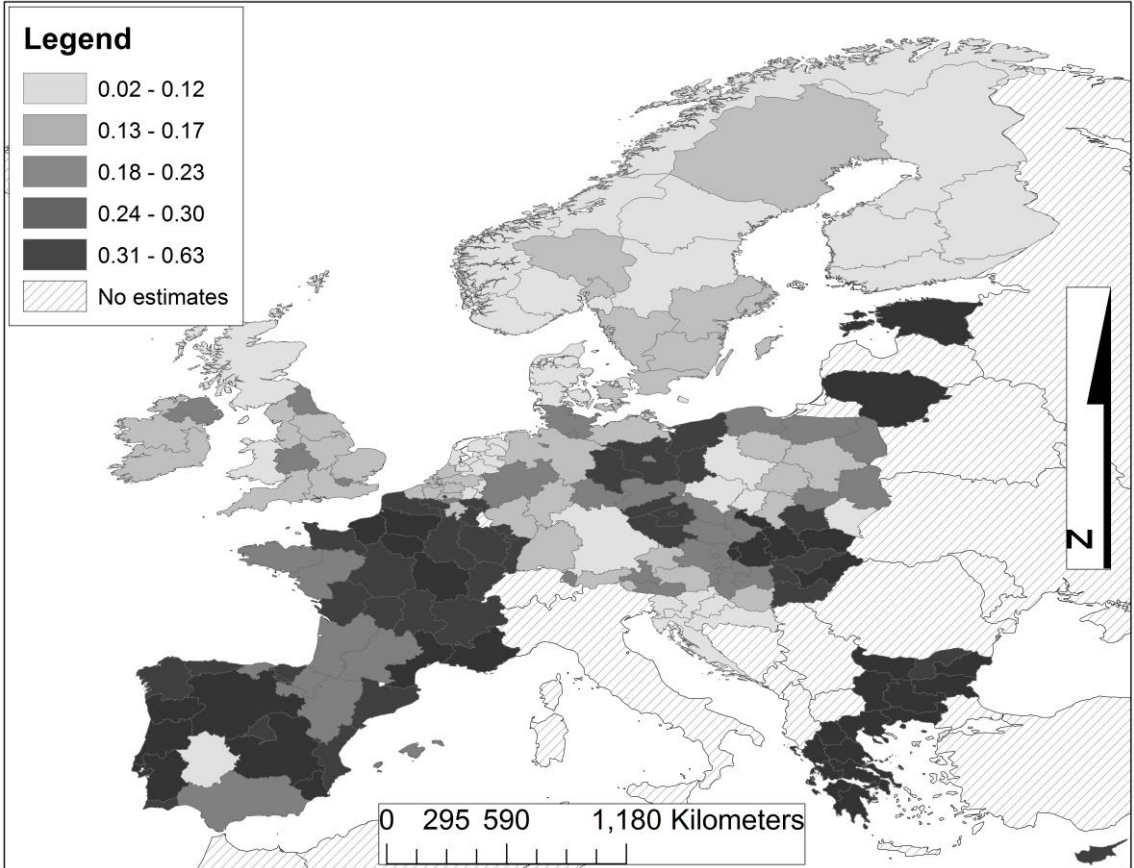 Legend
0.02 - 0.12
0.13 - 0.17
0.18 - 0.23
0.24 - 0.30
0.31 - 0.63
No estimates
N
0 295 590 1,180 Kilometers